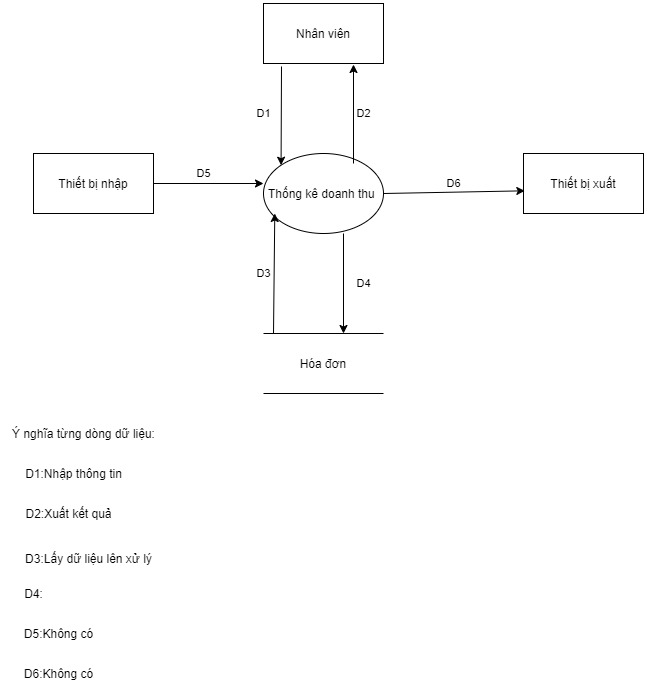 Nhân viên
D1
D2
Thiết bị nhập
D5
Thống kê doanh thu
D6
Thiết bị xuất
D3
D4
Hóa đơn
Ý nghĩa từng dòng dữ liệu:
D1:Nhập thông tin
D2:Xuất kết quả
D3:Lấy dữ liệu lên xử lý
D4:
D5:Không có
D6:Không có